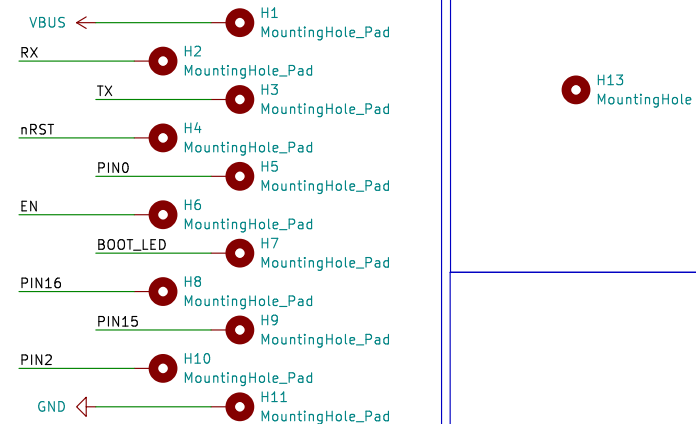 VBUS H1
MountingHole_Pad
RX H2
MountingHole_Pad
TX H3
MountingHole_Pad
nRST H4
MountingHole_Pad
PIN0 H5
MountingHole_Pad
EN H6
MountingHole_Pad
BOOT_LED H7
MountingHole_Pad
PIN16 H8
MountingHole_Pad
PIN15 H9
MountingHole_Pad
PIN2 H10
MountingHole_Pad
GND H11
MountingHole_Pad
H13
MountingHole